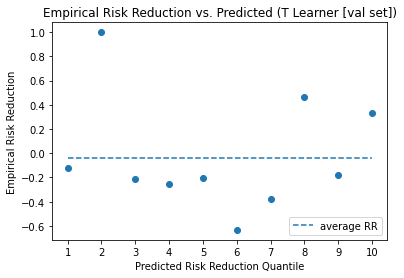 Empirical Risk Reduction vs. Predicted (T Learner [val set])
1.0
0.8
0.6
0.4
0.2
0.0
−0.2
−0.4
−0.6
Empirical Risk Reduction
average RR
1 2 3 4 5 6 7 8 9 10
Predicted Risk Reduction Quantile